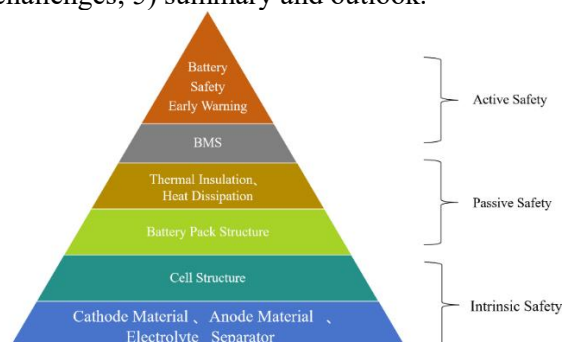 challenges; 5) summary and outlook.
Battery
Safety
Early Warning
Active Safety
BMS
Thermal Insulation、
Heat Dissipation
Passive Safety
Battery Pack Structure
Cell Structure
Intrinsic Safety
Cathode Material 、 Anode Material 、
Electrolyte Separator